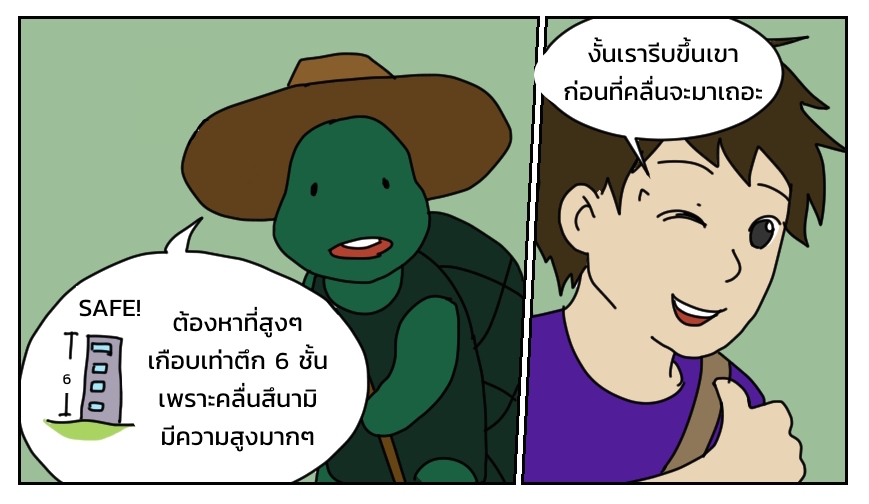 SAFE!
6
ต้องหาที่สูงๆ
เกือบเท่าตึก 6 ชั้น
เพราะคลื่นสึนามิ
มีความสูงมากๆ
งั้นเรารีบขึ้นเขา
ก่อนที่คลื่นจะมาเถอะ